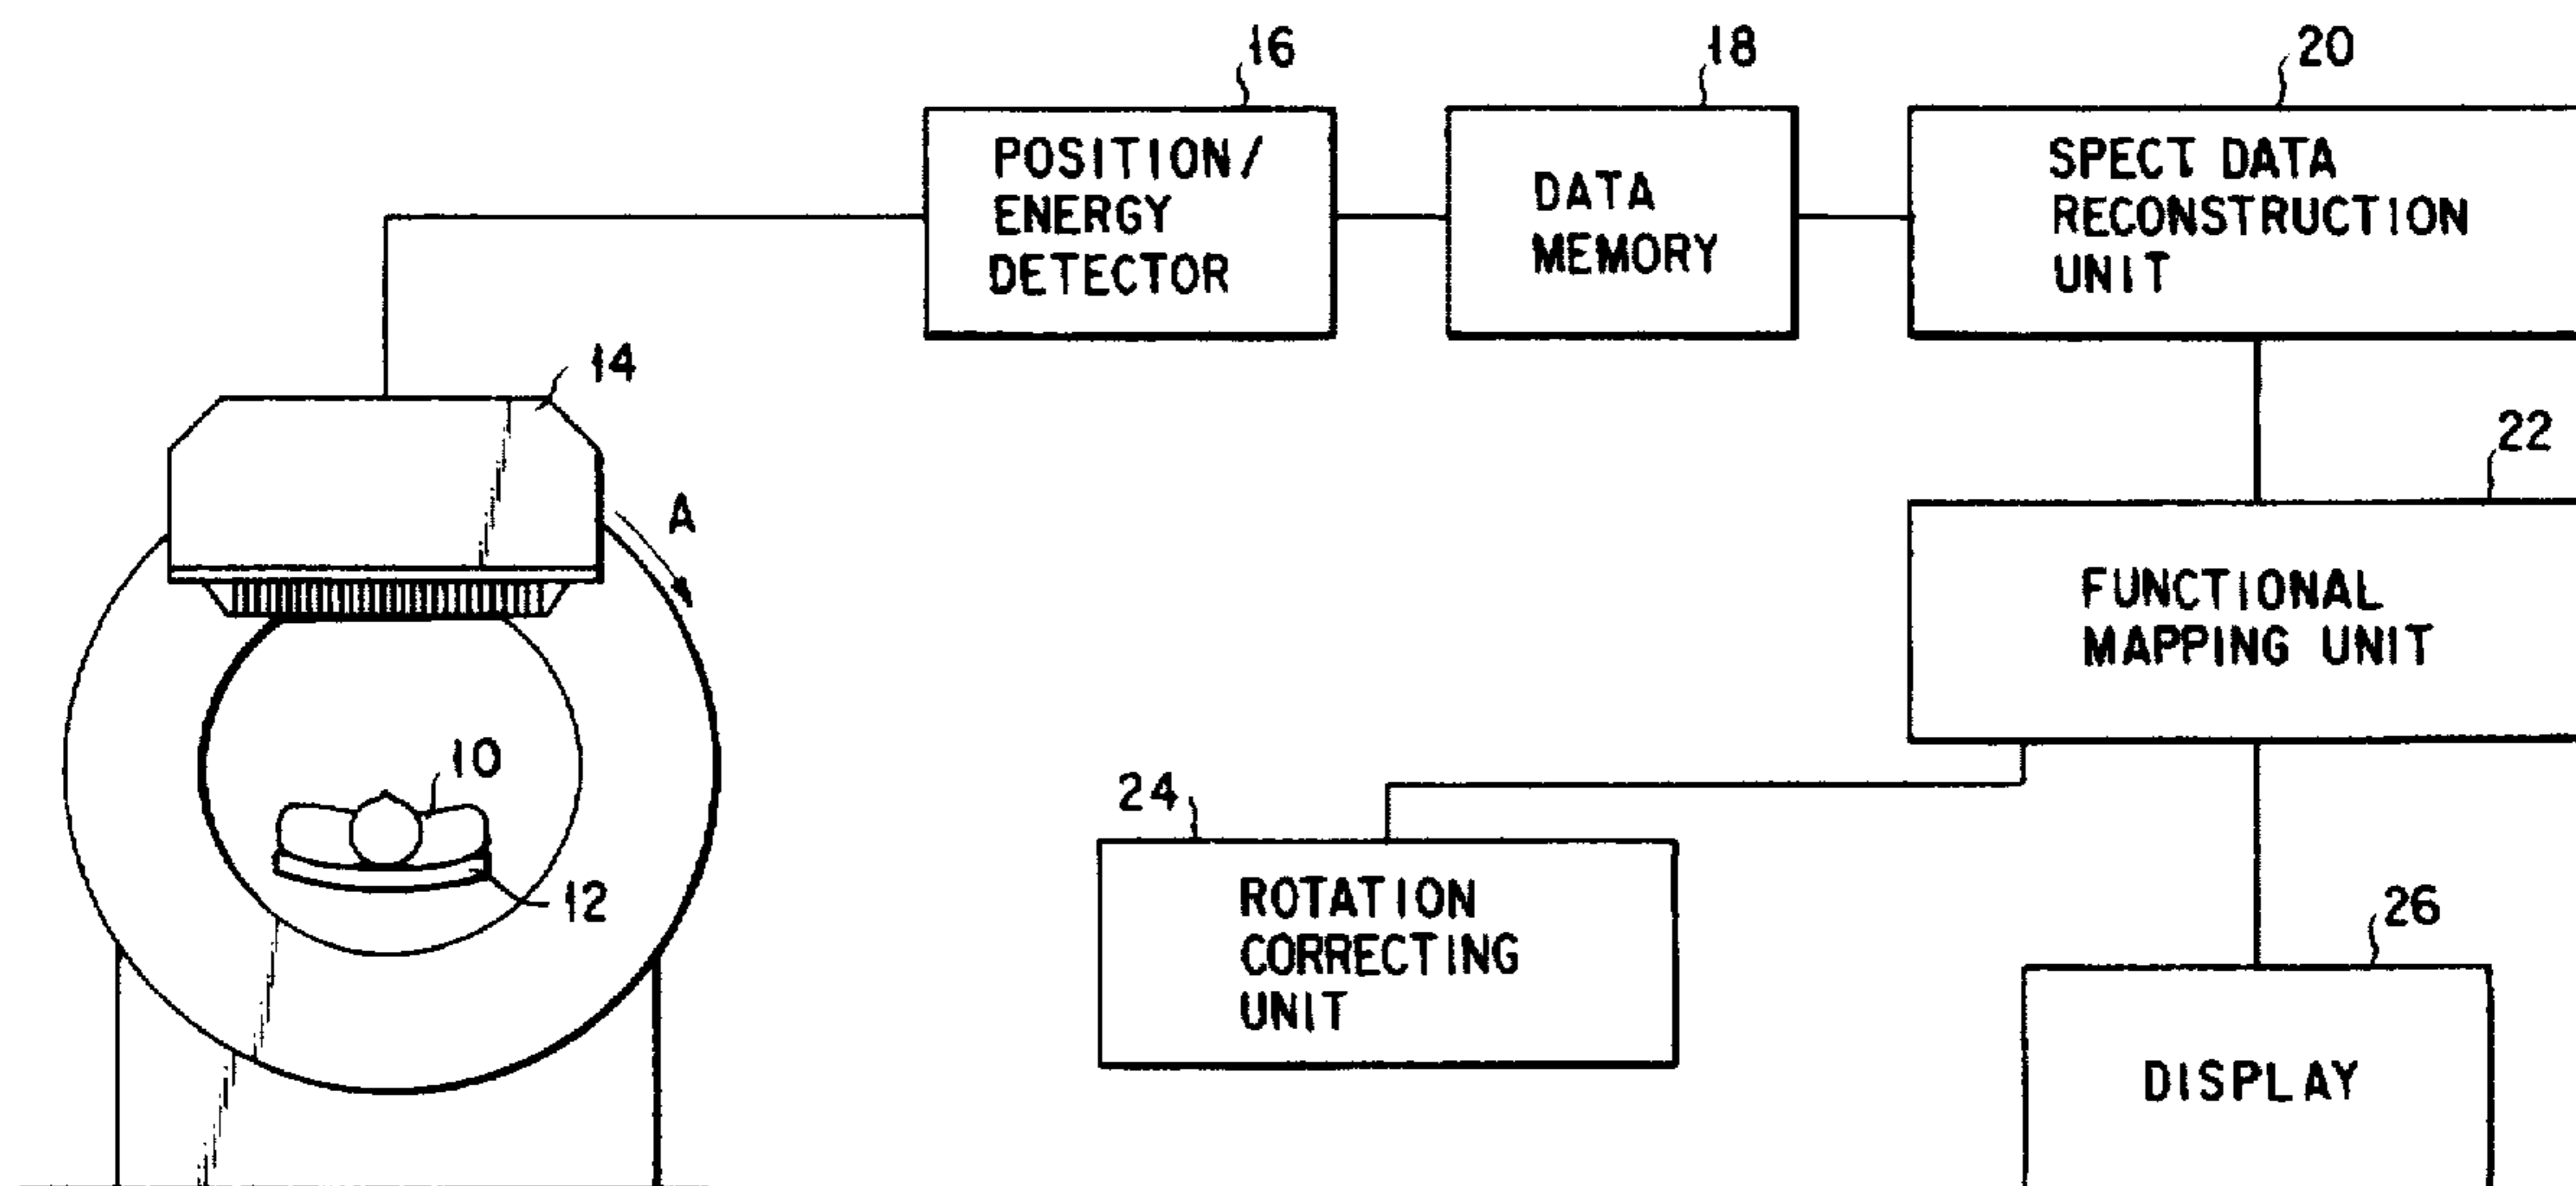 16
18
20
POSITION/
ENERGY
DETECTOR
DATA
MEMORY
SPECT DATA
RECONSTRUCTION
UNIT
14
22
A
FUNCTIONAL
MAPPING UNIT
10
24
12
ROTATION
CORRECTING
UNIT
26
DISPLAY